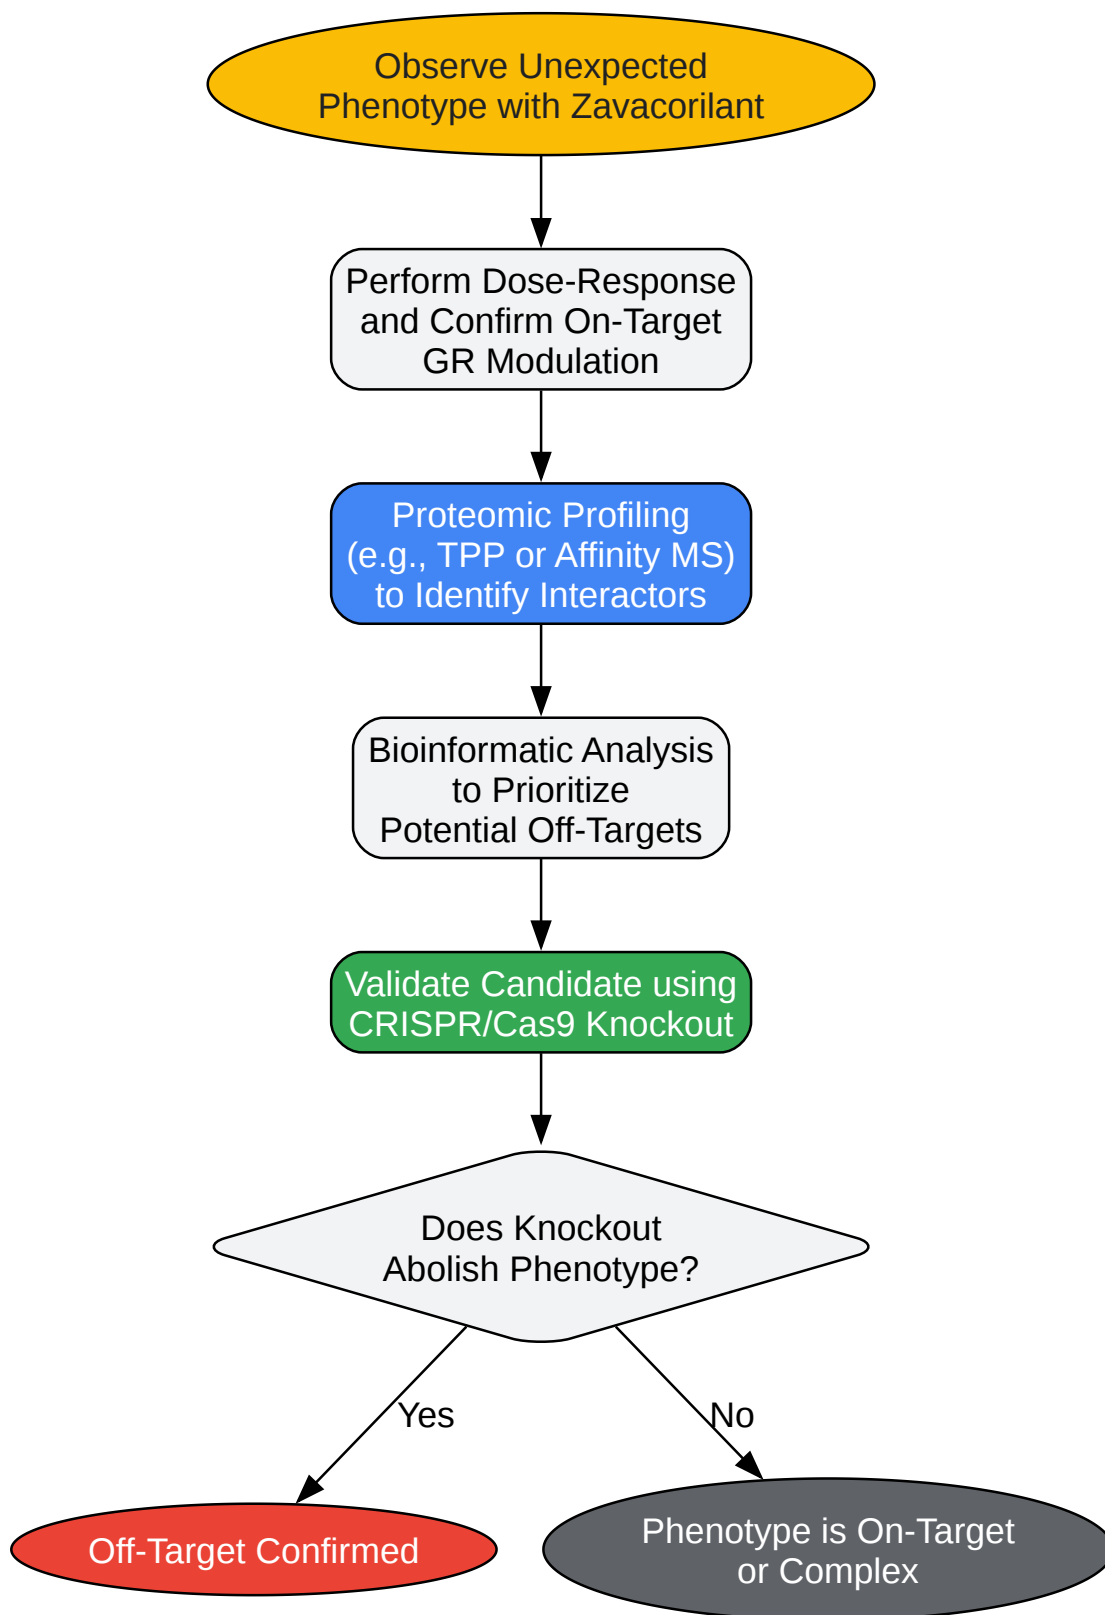 Observe Unexpected
Phenotype with Zavacorilant
Perform Dose-Response
and Confirm On-Target
GR Modulation
Proteomic Profiling
(e.g., TPP or Affinity MS)
to Identify Interactors
Bioinformatic Analysis
to Prioritize
Potential Off-Targets
Validate Candidate using
CRISPR/Cas9 Knockout
Does Knockout
Abolish Phenotype?
Yes
No
Off-Target Confirmed
Phenotype is On-Target
or Complex